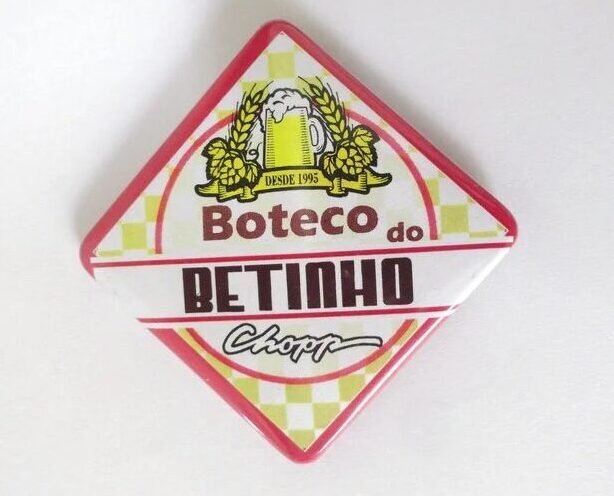 DESDE 1995
Boteco do
BETINHO
Chopp